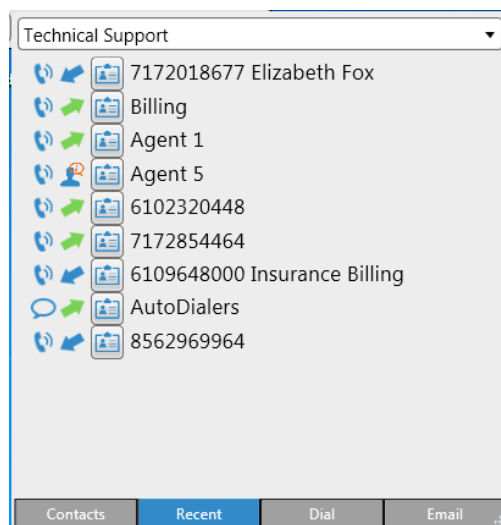 Technical Support
7172018677 Elizabeth Fox
Billing
Agent 1
Agent 5
6102320448
7172854464
6109648000 Insurance Billing
AutoDialers
8562969964
Contacts Recent Dial Email